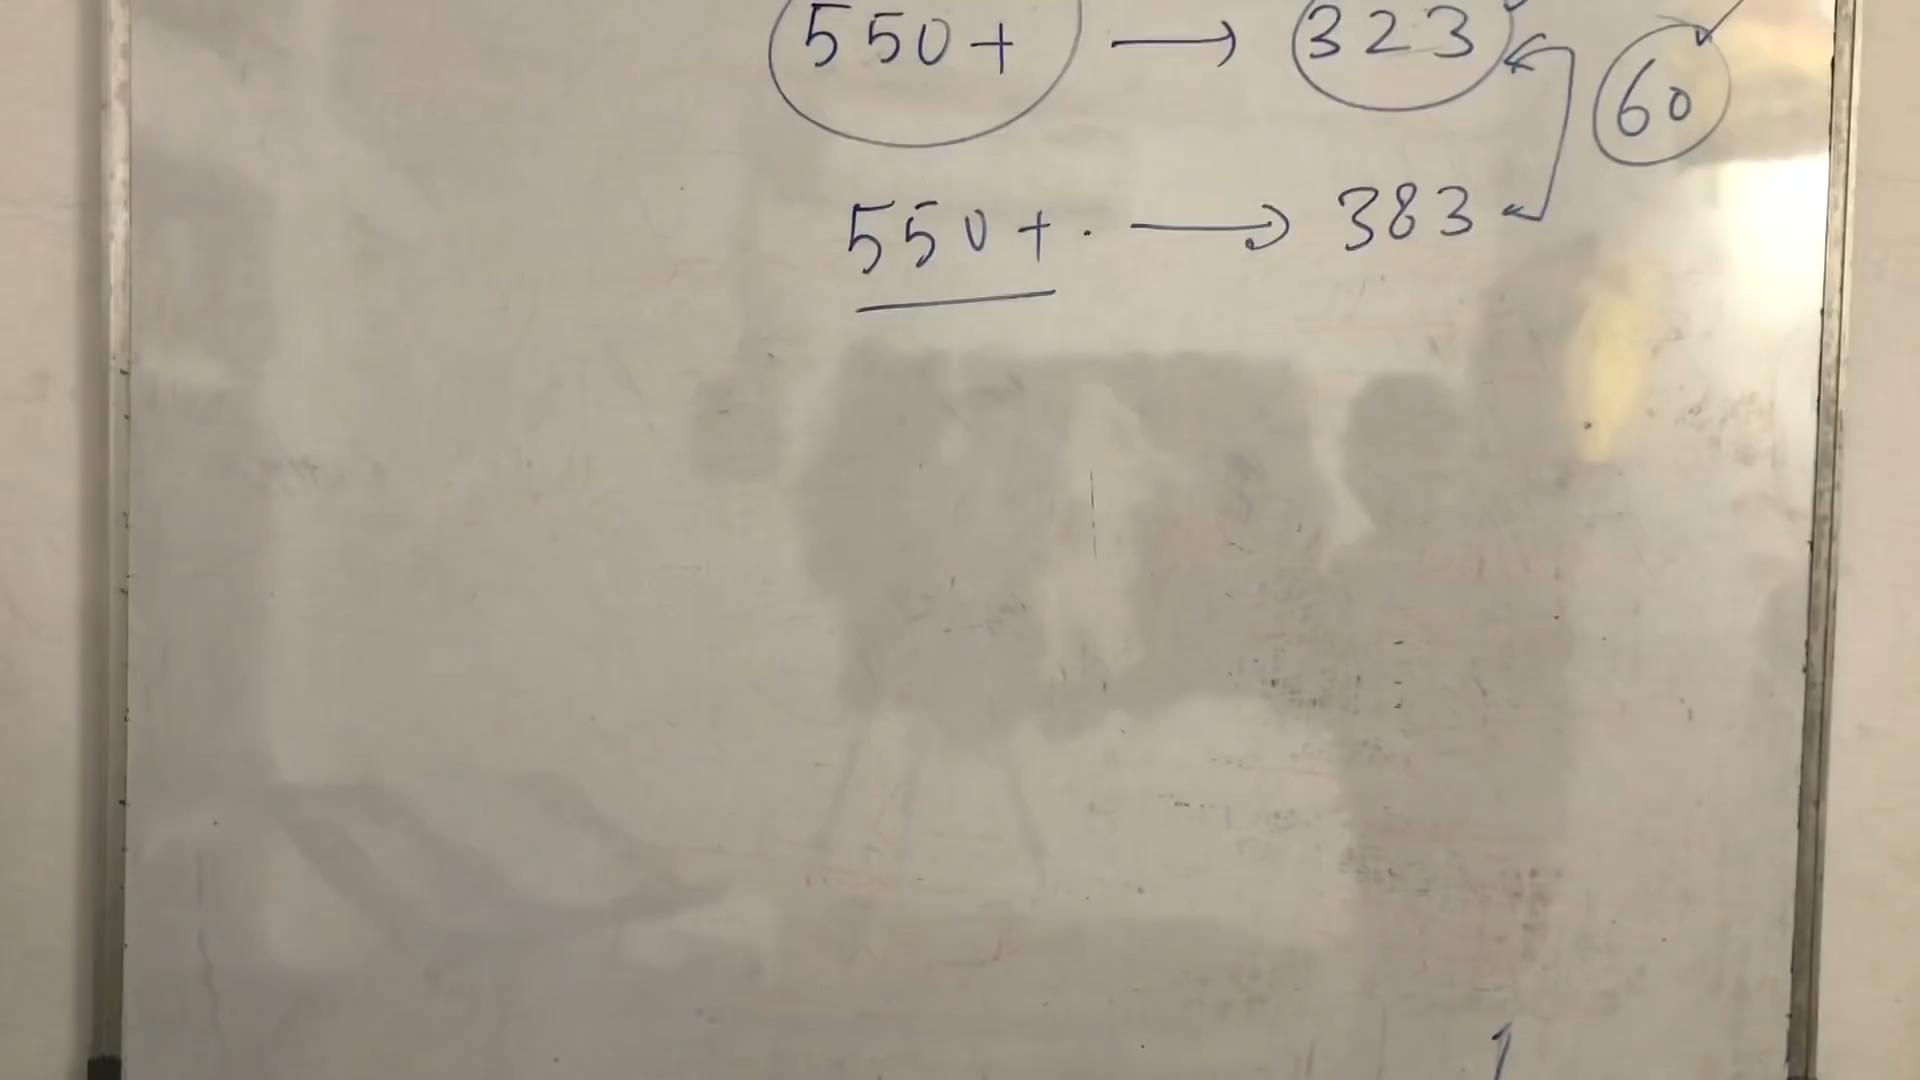 550+ → 323
60
550+. → 383